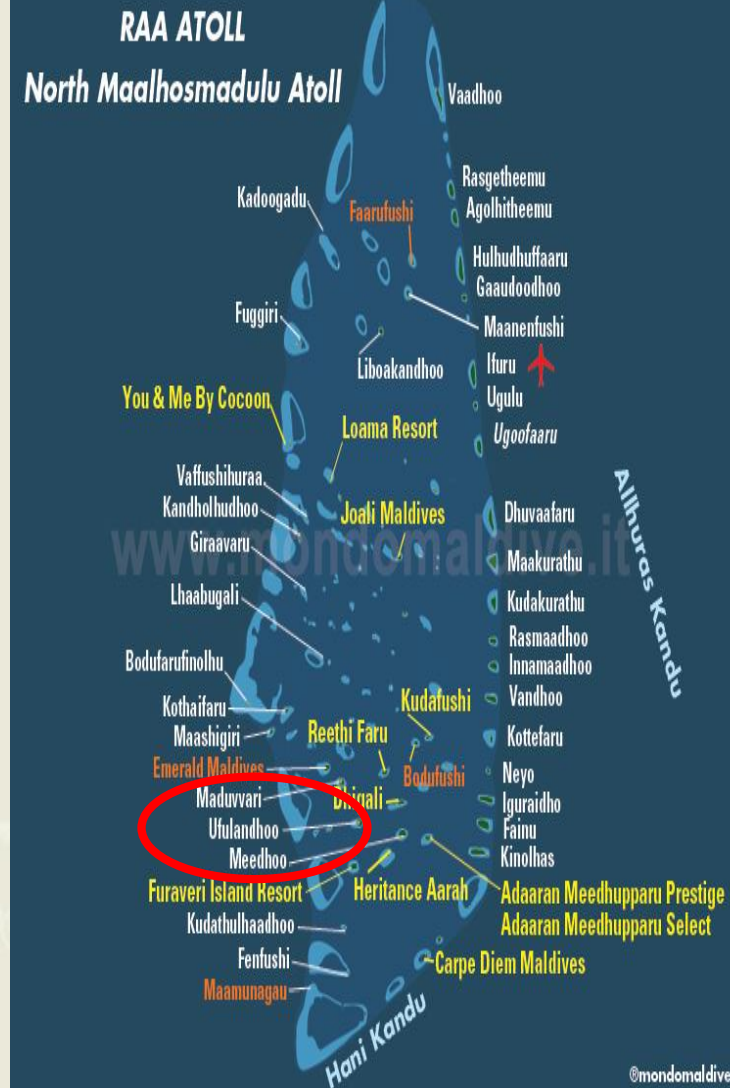 RAA ATOLL
North Maalhosmadulu Atoll
Vaadhoo
Rasgetheemu
Agolhitheemu
Kadoogadu
Faarufushi
Hulhudhuffaaru
Gaaudoodhoo
Fuggiri
Maanenfushi
Liboakandhoo
Ifuru
Ugulu
You & Me By Cocoon
Loama Resort
Ugoofaaru
Vaffushihuraa
Kandholhudhoo
Joali Maldives
Dhuvaafaru
Giraavaru
www.mondomaldive.it
Maakurathu
Lhaabugali
Kudakurathu
Allhuras Kandu
Rasmaadhoo
Bodufarufinolhu
Innamaadhoo
Kothaifaru
Kudafushi
Vandhoo
Maashigiri
Reethi Faru
Kottefaru
Emerald Maldives
Bodufushi
Neyo
Maduvvari
Dhigali
Iguraidho
Ufulandhoo
Fainu
Meedhoo
Kinolhas
Furaveri Island Resort
Heritance Aarah
Adaaran Meedhupparu Prestige
Adaaran Meedhupparu Select
Kudathulhaadhoo
Fenfushi
Carpe Diem Maldives
Maamunagau
Hani Kandu
©mondomaldive